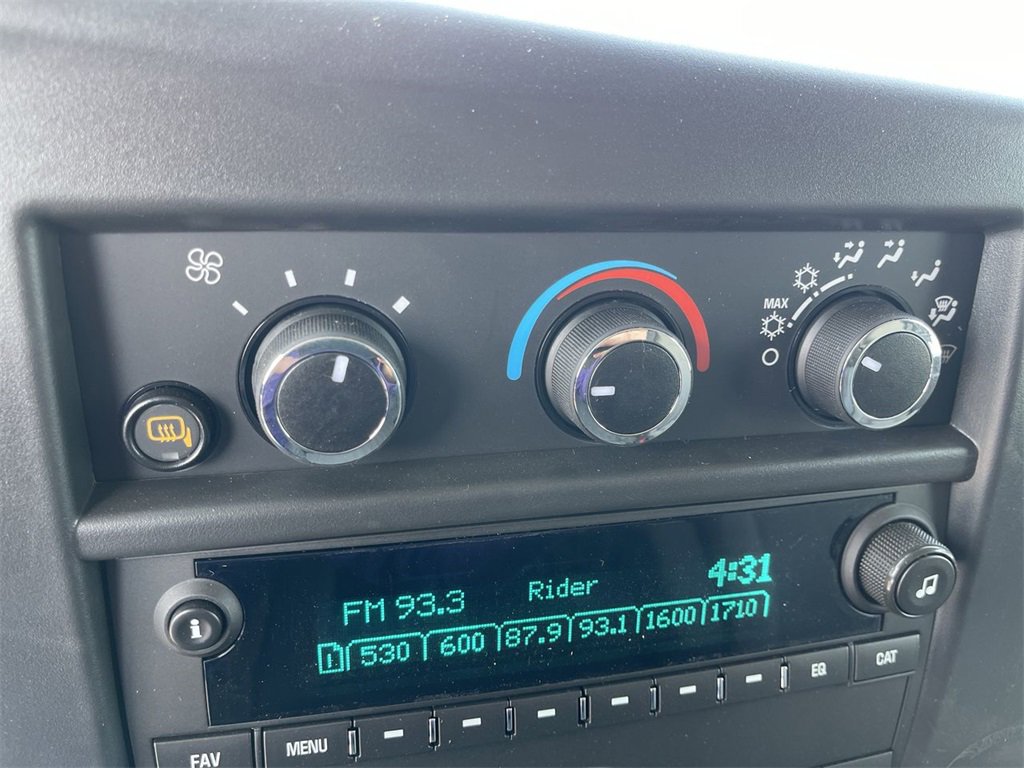 MAX
FM 93.3 Rider 4:31
1 530 600 87.9 93.1 1600 1710
i
FAV MENU EQ CAT